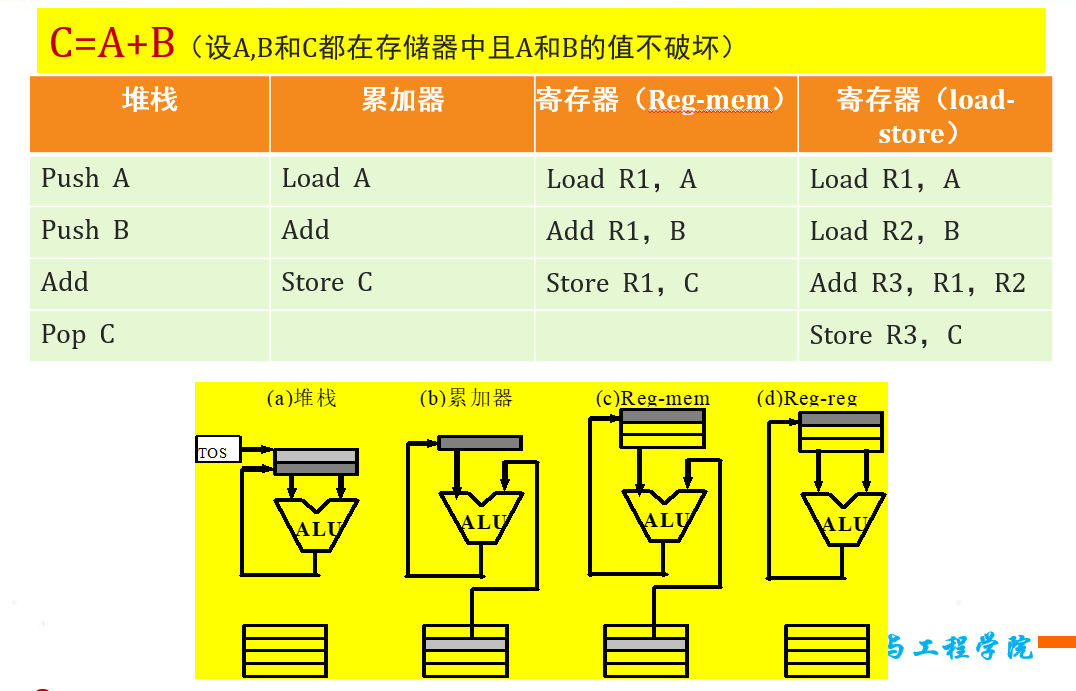 C=A+B（设A,B和C都在存储器中且A和B的值不破坏）
堆栈 累加器 寄存器（Reg-mem） 寄存器（load-
store）
Push A Load A Load R1，A Load R1，A
Push B Add Add R1，B Load R2，B
Add Store C Store R1，C Add R3，R1，R2
Pop C Store R3，C
(a)堆栈 (b)累加器 (c)Reg-mem (d)Reg-reg
TOS
ALU ALU ALU ALU
与工程学院